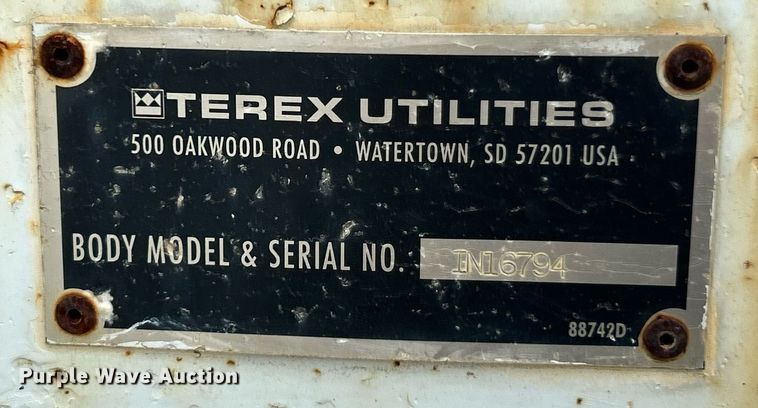 TEREX UTILITIES
500 OAKWOOD ROAD • WATERTOWN, SD 57201 USA
BODY MODEL & SERIAL NO. IN16794
88742D
Purple Wave Auction